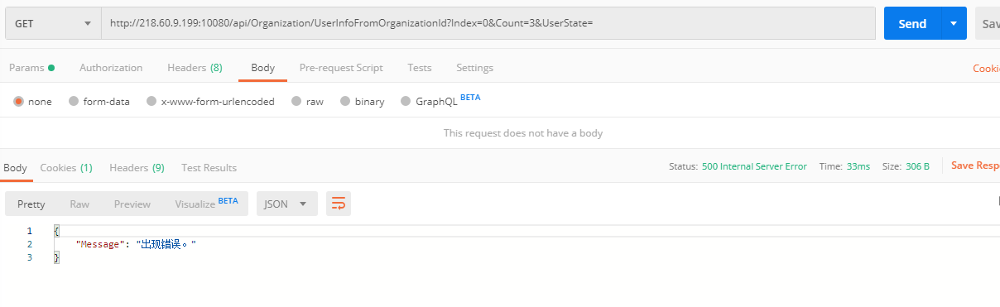 GET http://218.60.9.199:10080/api/Organization/UserInfoFromOrganizationId?Index=0&Count=3&UserState= Send Sav
Params Authorization Headers (8) Body Pre-request Script Tests Settings Cooki
none form-data x-www-form-urlencoded raw binary GraphQL BETA
This request does not have a body
Body Cookies (1) Headers (9) Test Results Status: 500 Internal Server Error Time: 33ms Size: 306 B Save Resp
Pretty Raw Preview Visualize BETA JSON
1 {
2 "Message": "出现错误。"
3 }